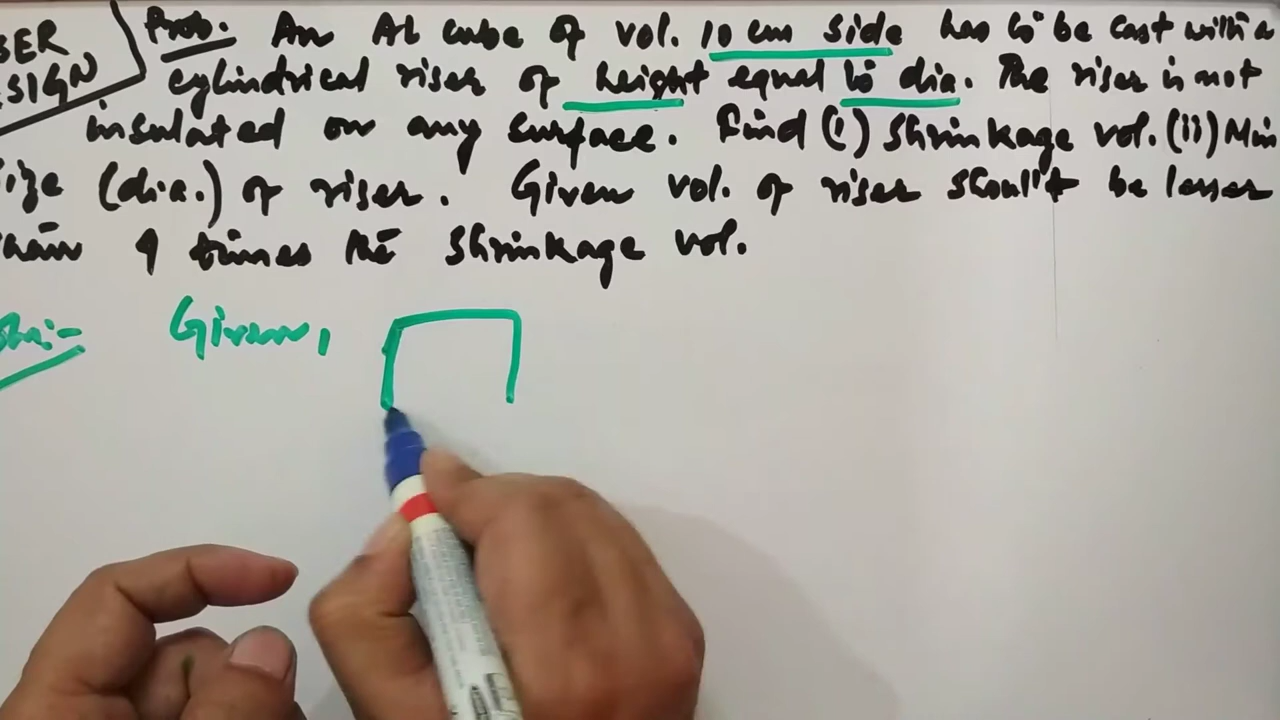 SER
ESIGN
Prob. An Al cube of vol. 10 cm side has to be cast with a
cylindrical riser of height equal to dia. The riser is not
insulated on any surface. Find (i) Shrinkage vol. (ii) Min
ize (dia.) of riser. Given vol. of riser shouldn't be lesser
than 4 times the shrinkage vol.
Given,